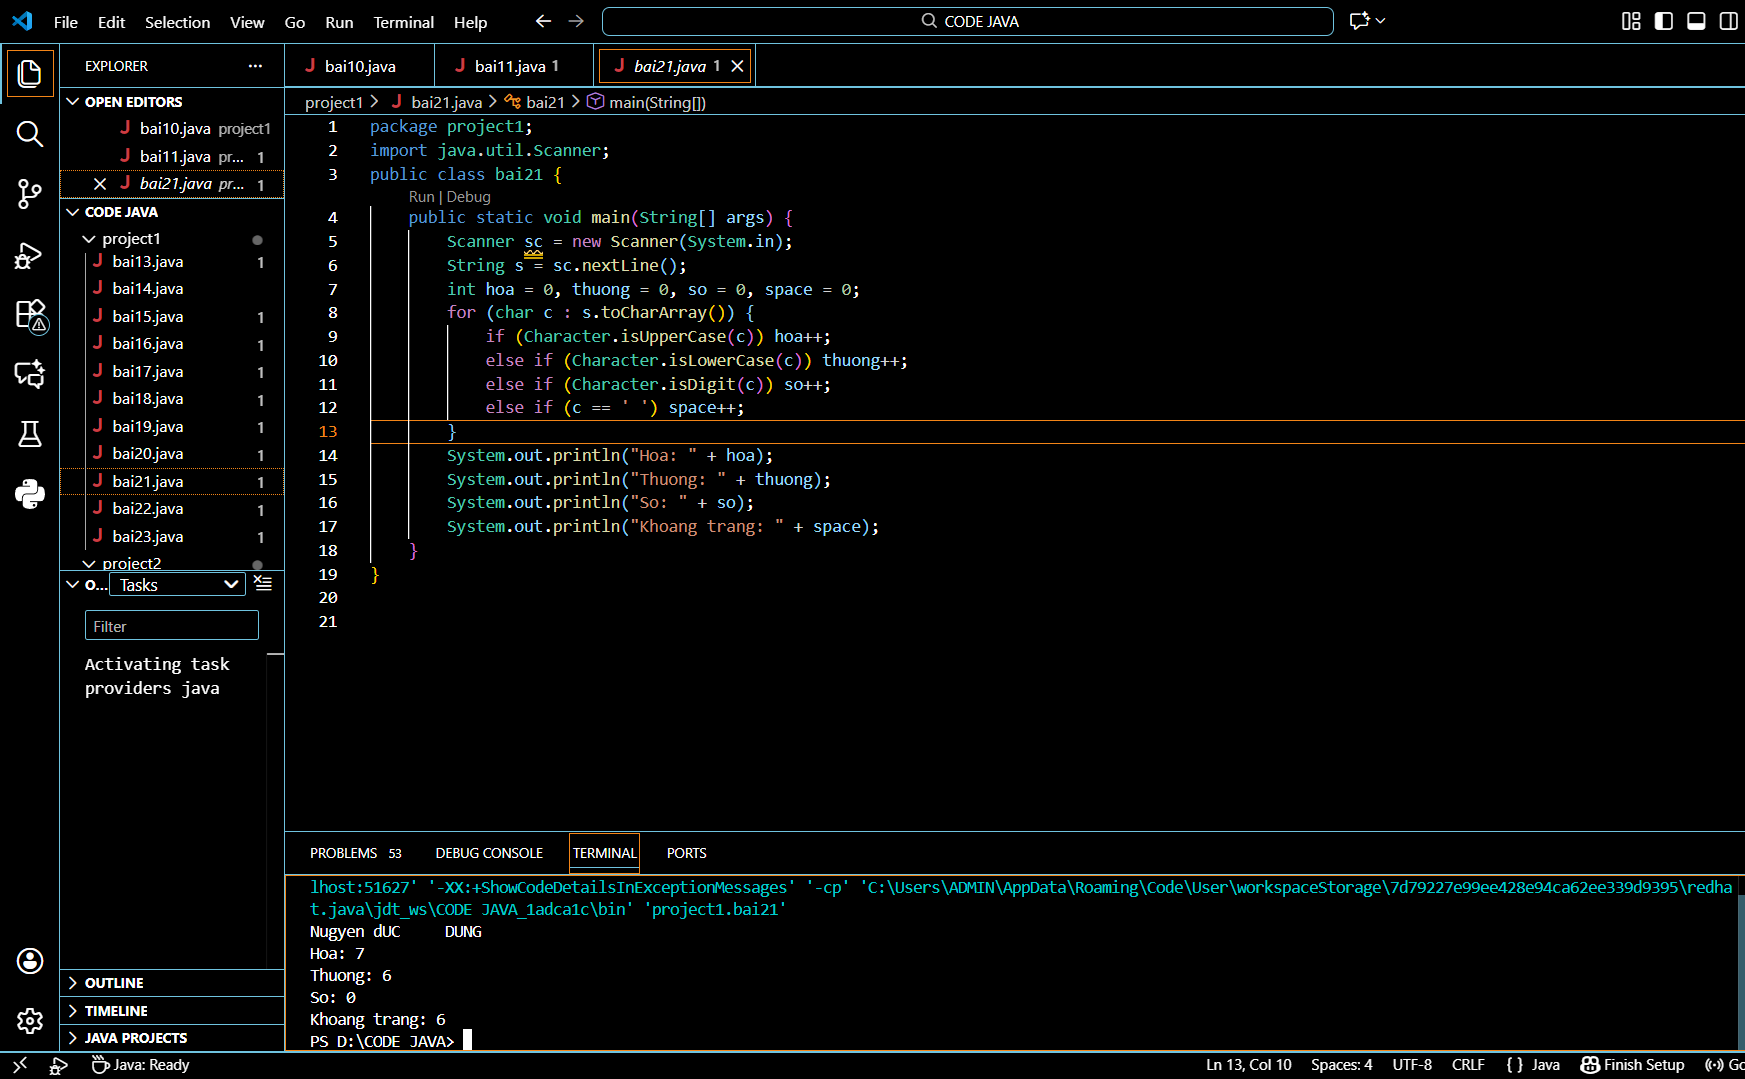 File Edit Selection View Go Run Terminal Help
CODE JAVA
EXPLORER
OPEN EDITORS
bai10.java project1
bai11.java pr... 1
bai21.java pr... 1
CODE JAVA
project1
bai13.java 1
bai14.java
bai15.java 1
bai16.java 1
bai17.java 1
bai18.java 1
bai19.java 1
bai20.java 1
bai21.java 1
bai22.java 1
bai23.java 1
project2
O... Tasks
Filter
Activating task
providers java
OUTLINE
TIMELINE
JAVA PROJECTS
bai10.java
bai11.java 1
bai21.java 1
project1 > bai21.java > bai21 > main(String[])
1 package project1;
2 import java.util.Scanner;
3 public class bai21 {
Run | Debug
4 public static void main(String[] args) {
5 Scanner sc = new Scanner(System.in);
6 String s = sc.nextLine();
7 int hoa = 0, thuong = 0, so = 0, space = 0;
8 for (char c : s.toCharArray()) {
9 if (Character.isUpperCase(c)) hoa++;
10 else if (Character.isLowerCase(c)) thuong++;
11 else if (Character.isDigit(c)) so++;
12 else if (c == ' ') space++;
13 }
14 System.out.println("Hoa: " + hoa);
15 System.out.println("Thuong: " + thuong);
16 System.out.println("So: " + so);
17 System.out.println("Khoang trang: " + space);
18 }
19 }
20
21
PROBLEMS 53 DEBUG CONSOLE TERMINAL PORTS
lhost:51627' '-XX:+ShowCodeDetailsInExceptionMessages' '-cp' 'C:\Users\ADMIN\AppData\Roaming\Code\User\workspaceStorage\7d79227e99ee428e94ca62ee339d9395\redha
t.java\jdt_ws\CODE JAVA_1adca1c\bin' 'project1.bai21'
Nugyen dUC     DUNG
Hoa: 7
Thuong: 6
So: 0
Khoang trang: 6
PS D:\CODE JAVA>
Java: Ready
Ln 13, Col 10 Spaces: 4 UTF-8 CRLF { } Java Finish Setup Go